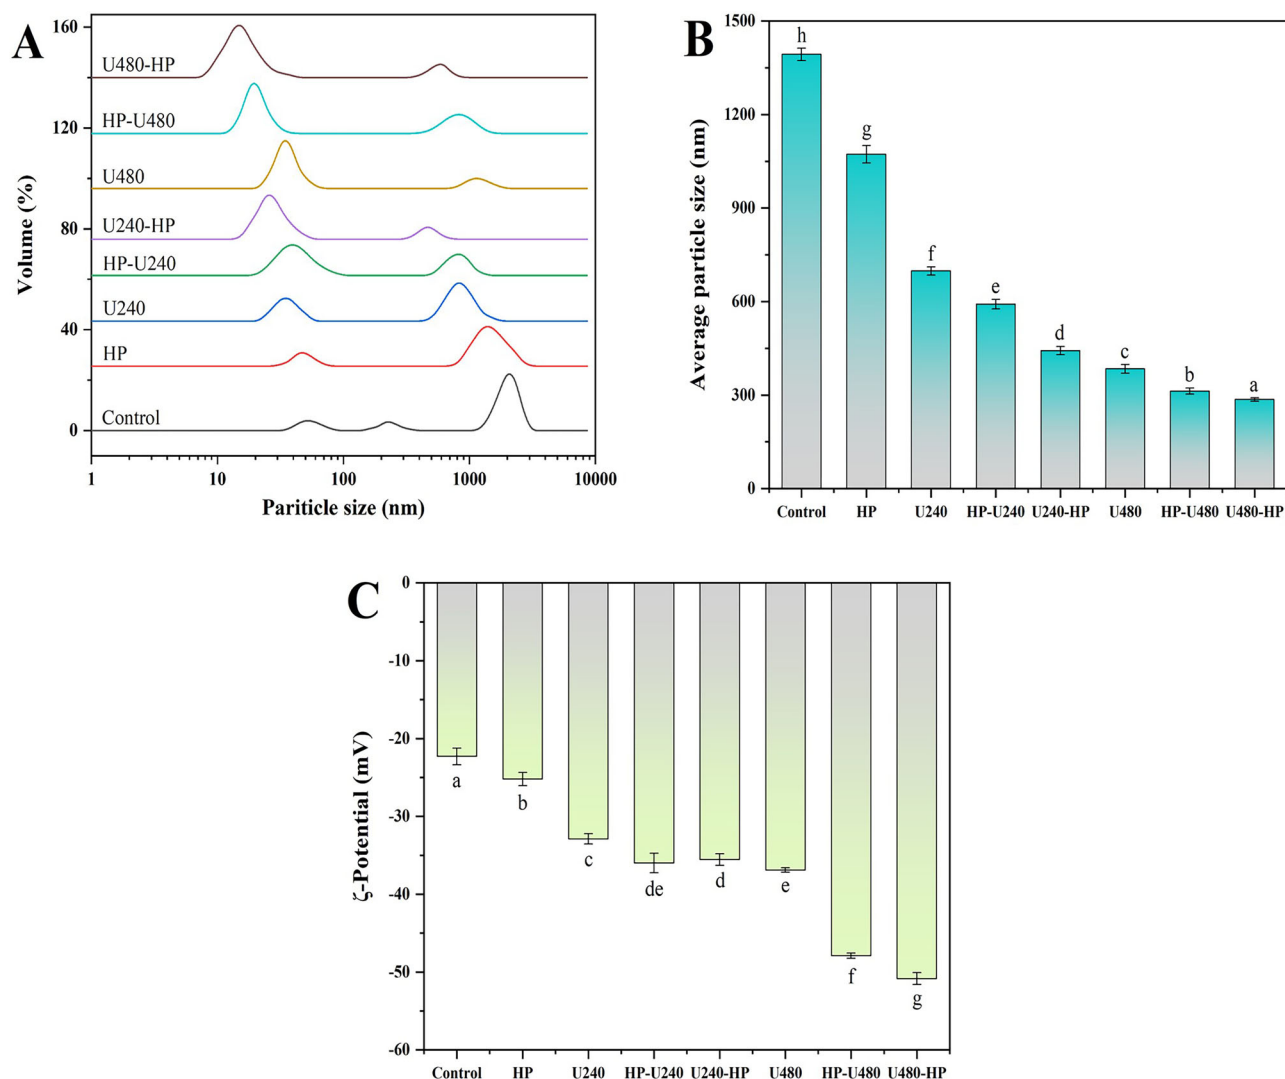 A
160
120
80
40
0
Volume (%)
U480-HP
HP-U480
U480
U240-HP
HP-U240
U240
HP
Control
1 10 100 1000 10000
Pariticle size (nm)
B
1500
1200
900
600
300
0
Average particle size (nm)
h g f e d c b a
Control HP U240 HP-U240 U240-HP U480 HP-U480 U480-HP
C
0
-10
-20
-30
-40
-50
-60
ζ-Potential (mV)
a b c de d e f g
Control HP U240 HP-U240 U240-HP U480 HP-U480 U480-HP